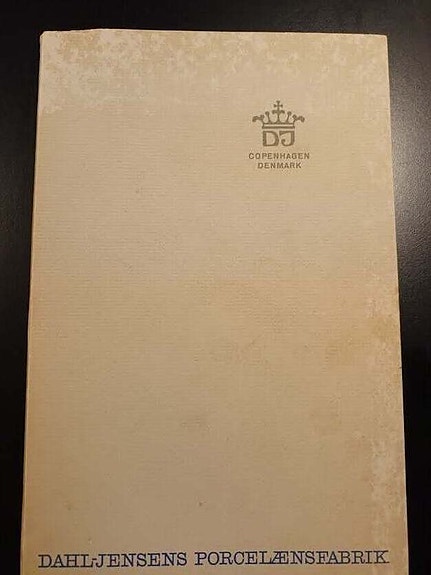 DJ
COPENHAGEN
DENMARK
DAHL-JENSENS PORCELÆNSFABRIK